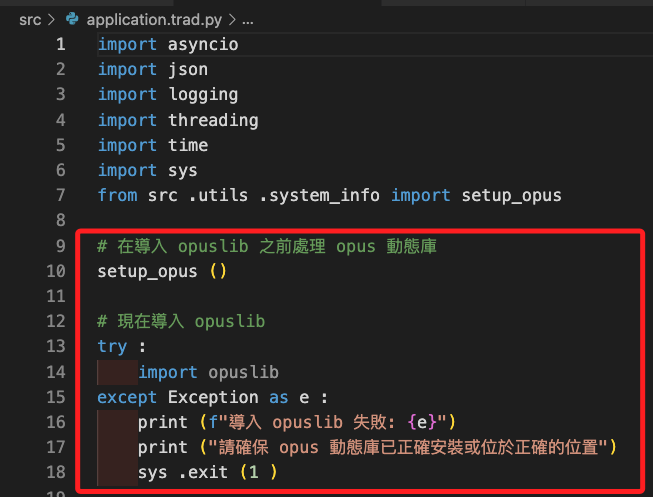 src > application.trad.py > ...
1 import asyncio
2 import json
3 import logging
4 import threading
5 import time
6 import sys
7 from src .utils .system_info import setup_opus
8
9 # 在導入 opuslib 之前處理 opus 動態庫
10 setup_opus ()
11
12 # 現在導入 opuslib
13 try :
14 import opuslib
15 except Exception as e :
16 print (f"導入 opuslib 失敗: {e}")
17 print ("請確保 opus 動態庫已正確安裝或位於正確的位置")
18 sys .exit (1 )
19